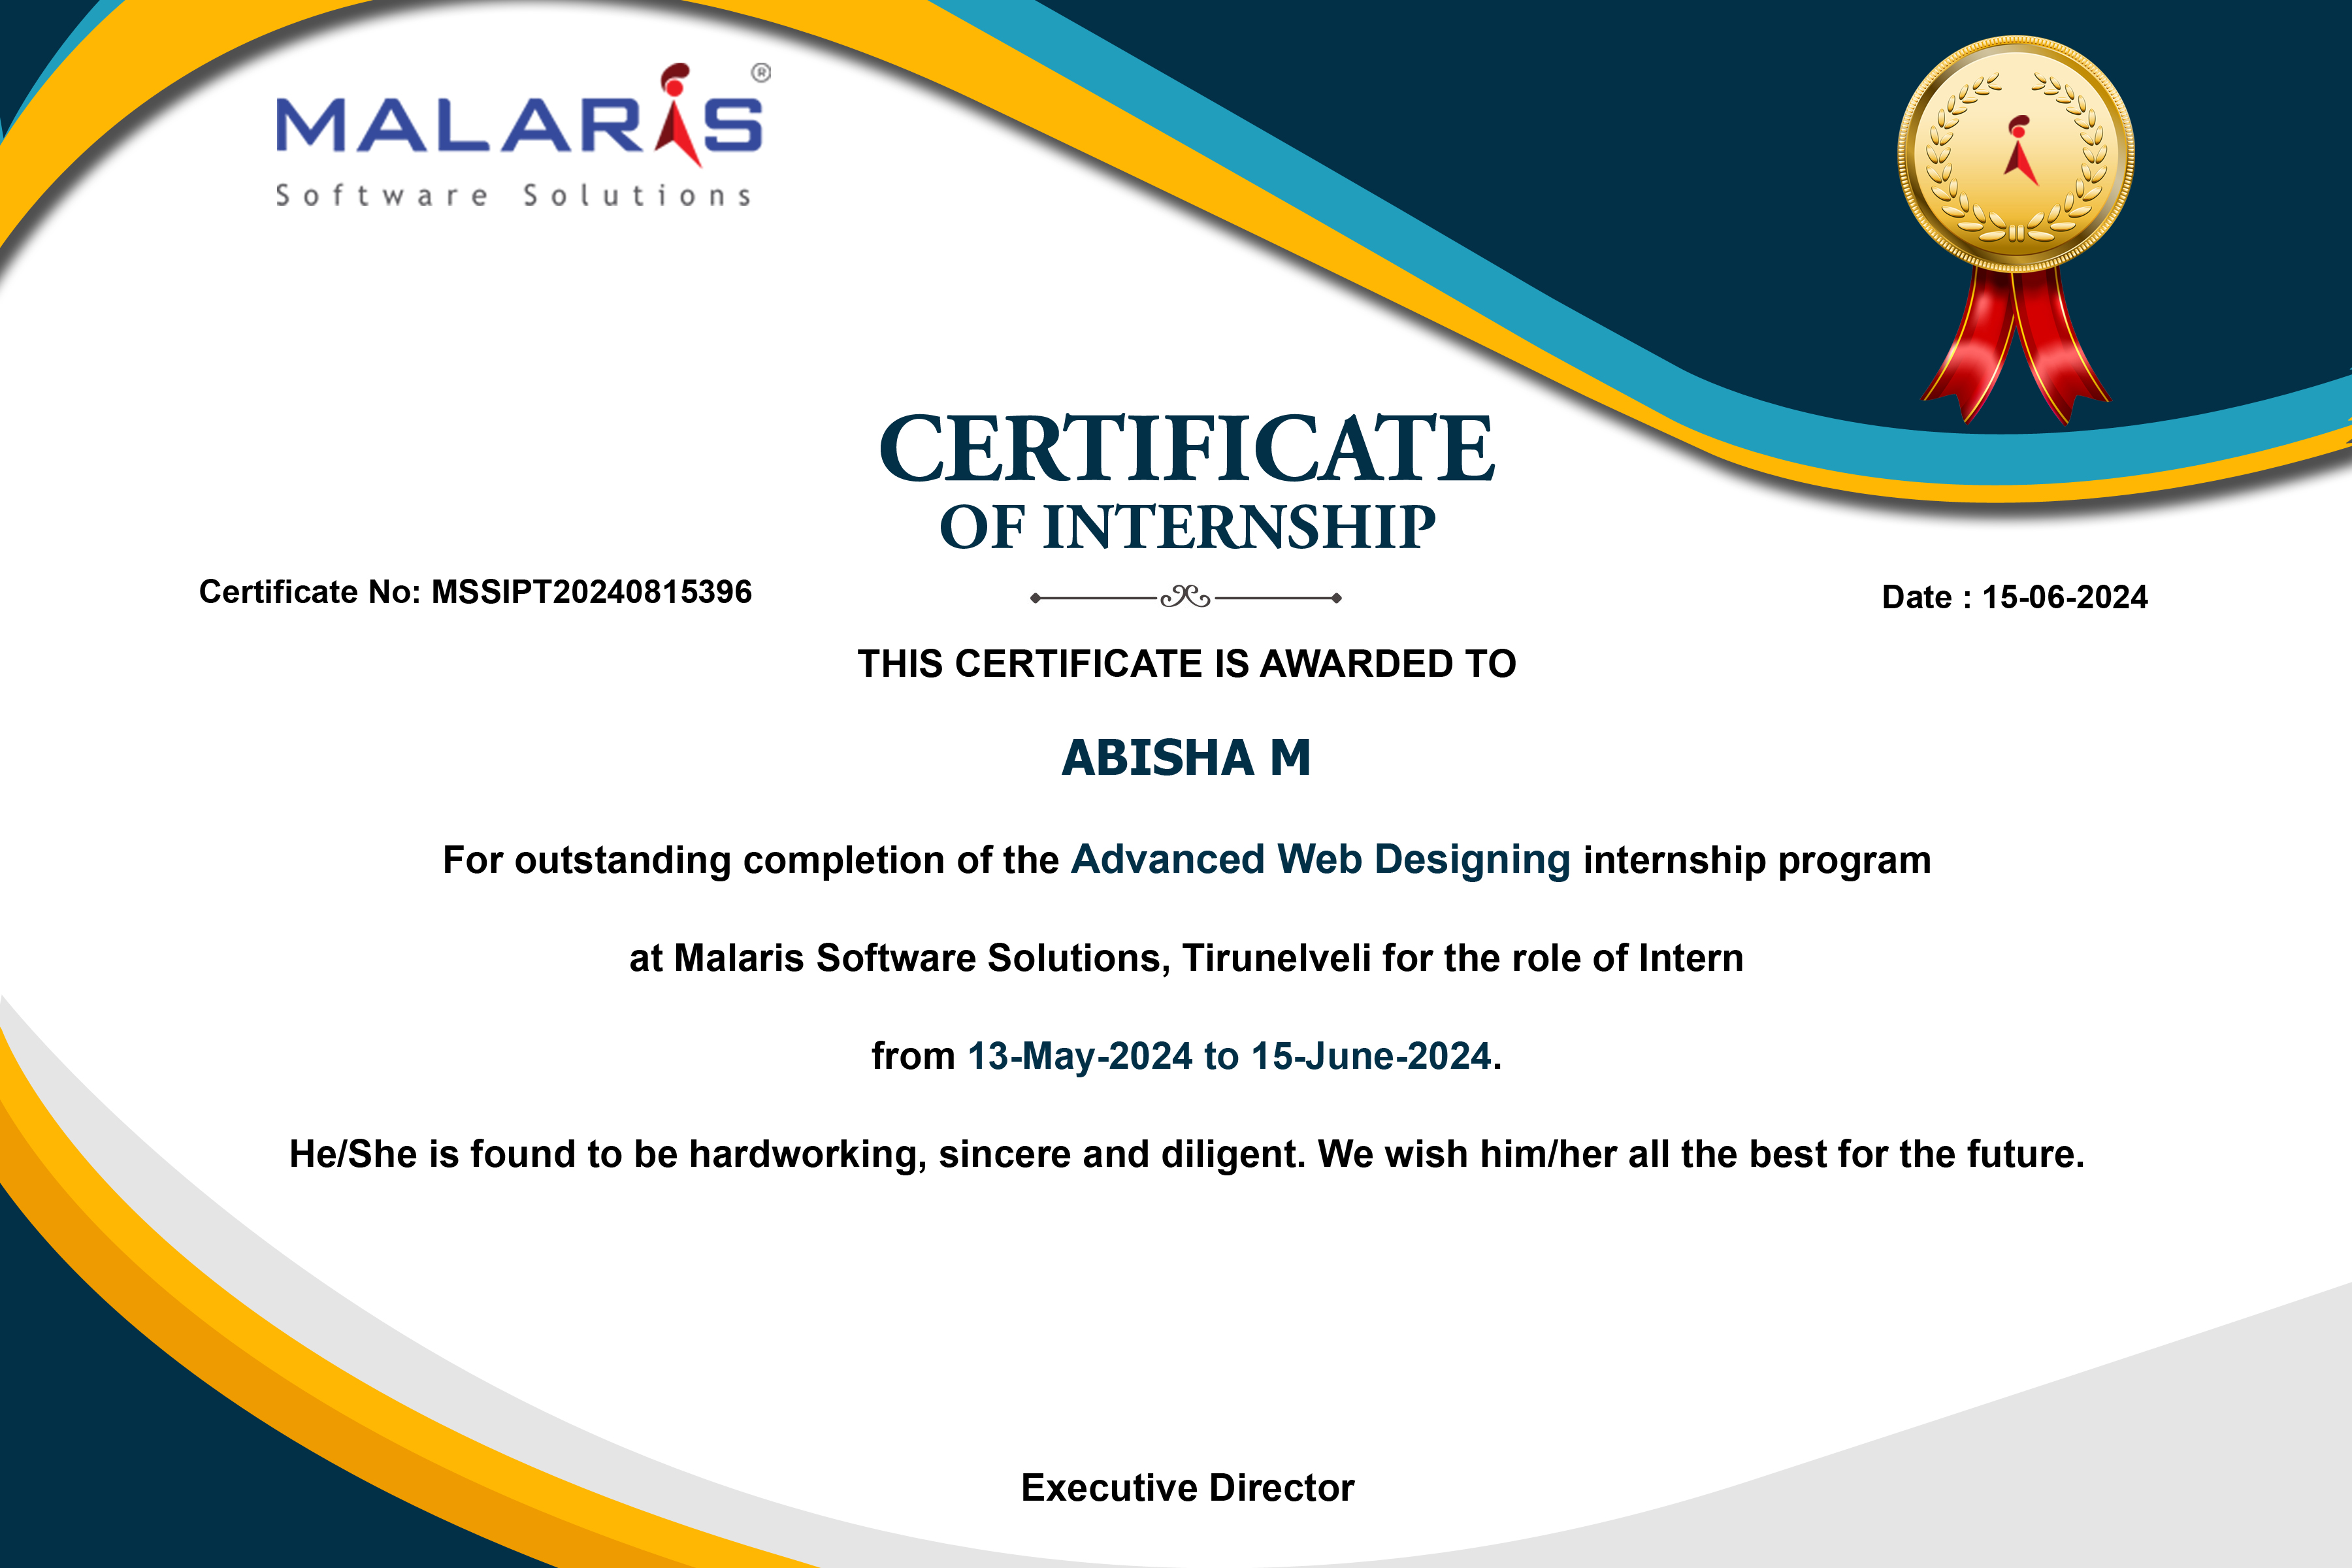 MALARIS ®
Software Solutions
CERTIFICATE
OF INTERNSHIP
Certificate No: MSSIPT20240815396
Date : 15-06-2024
THIS CERTIFICATE IS AWARDED TO
ABISHA M
For outstanding completion of the Advanced Web Designing internship program
at Malaris Software Solutions, Tirunelveli for the role of Intern
from 13-May-2024 to 15-June-2024.
He/She is found to be hardworking, sincere and diligent. We wish him/her all the best for the future.
Executive Director